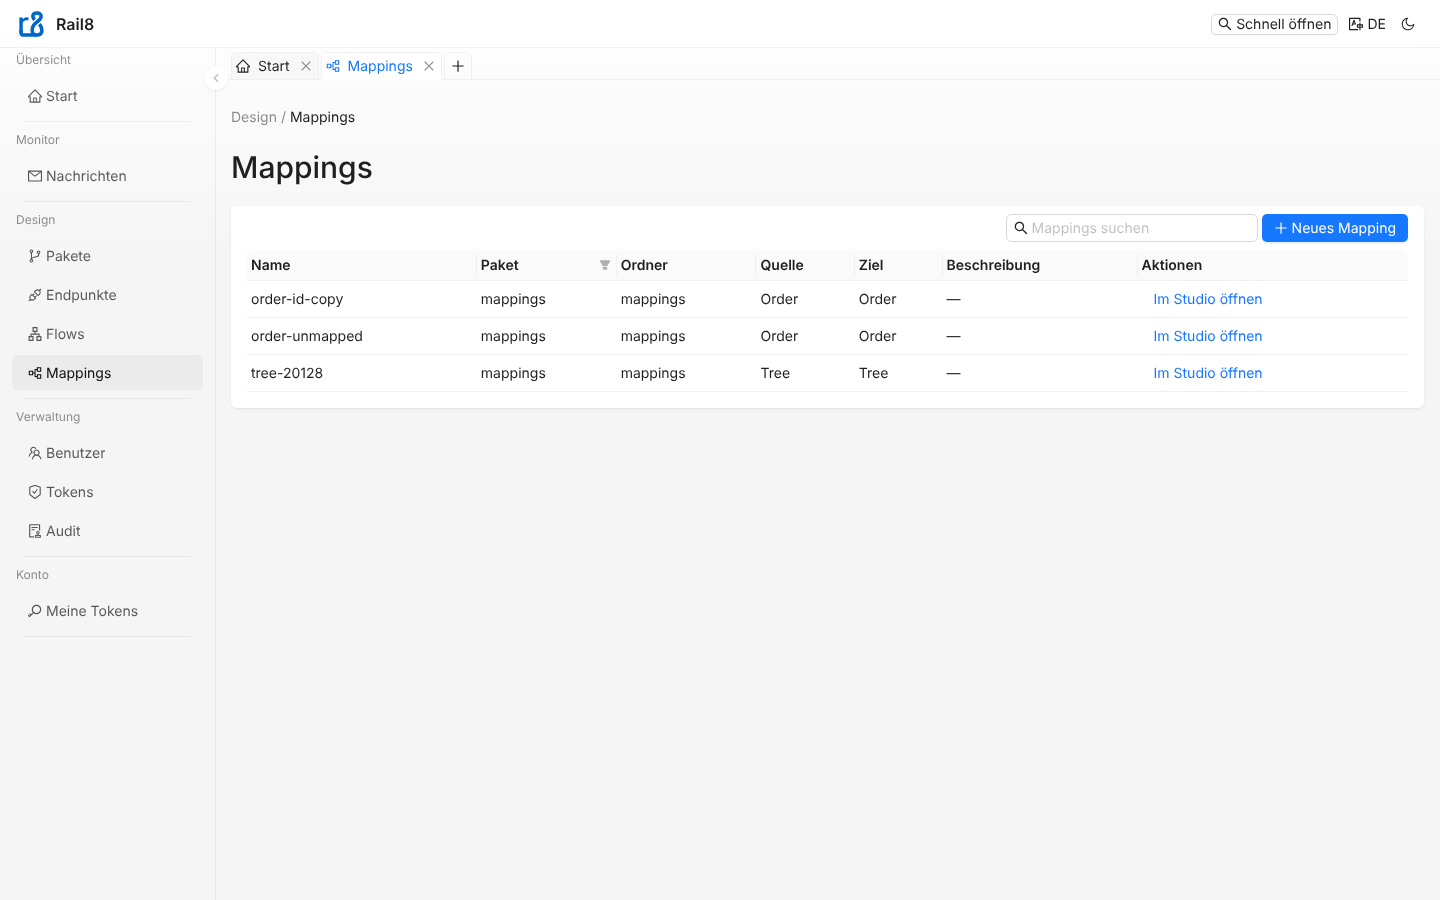 Rail8
Schnell öffnen DE
Übersicht
Start
Monitor
Nachrichten
Design
Pakete
Endpunkte
Flows
Mappings
Verwaltung
Benutzer
Tokens
Audit
Konto
Meine Tokens
Start Mappings
Design / Mappings
Mappings
Mappings suchen Neues Mapping
Name Paket Ordner Quelle Ziel Beschreibung Aktionen
order-id-copy mappings mappings Order Order — Im Studio öffnen
order-unmapped mappings mappings Order Order — Im Studio öffnen
tree-20128 mappings mappings Tree Tree — Im Studio öffnen